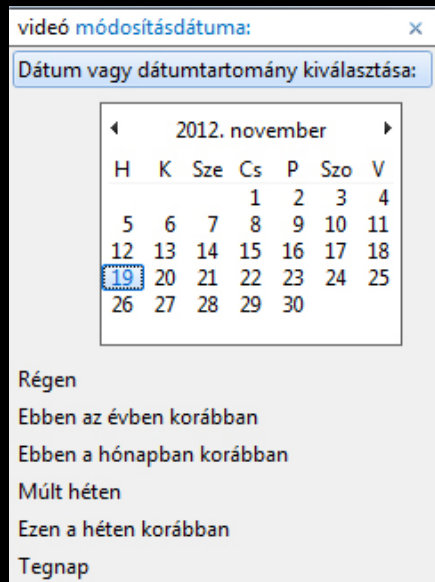 videó módosításdátuma:
Dátum vagy dátumtartomány kiválasztása:
2012. november
H K Sze Cs P Szo V
1 2 3 4
5 6 7 8 9 10 11
12 13 14 15 16 17 18
19 20 21 22 23 24 25
26 27 28 29 30
Régen
Ebben az évben korábban
Ebben a hónapban korábban
Múlt héten
Ezen a héten korábban
Tegnap